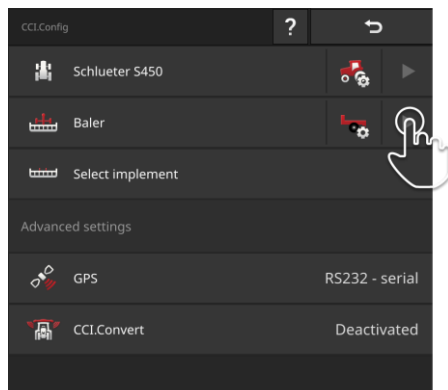 CCI.Config ?
Schlueter S450
Baler
Select implement
Advanced settings
GPS RS232 - serial
CCI.Convert Deactivated